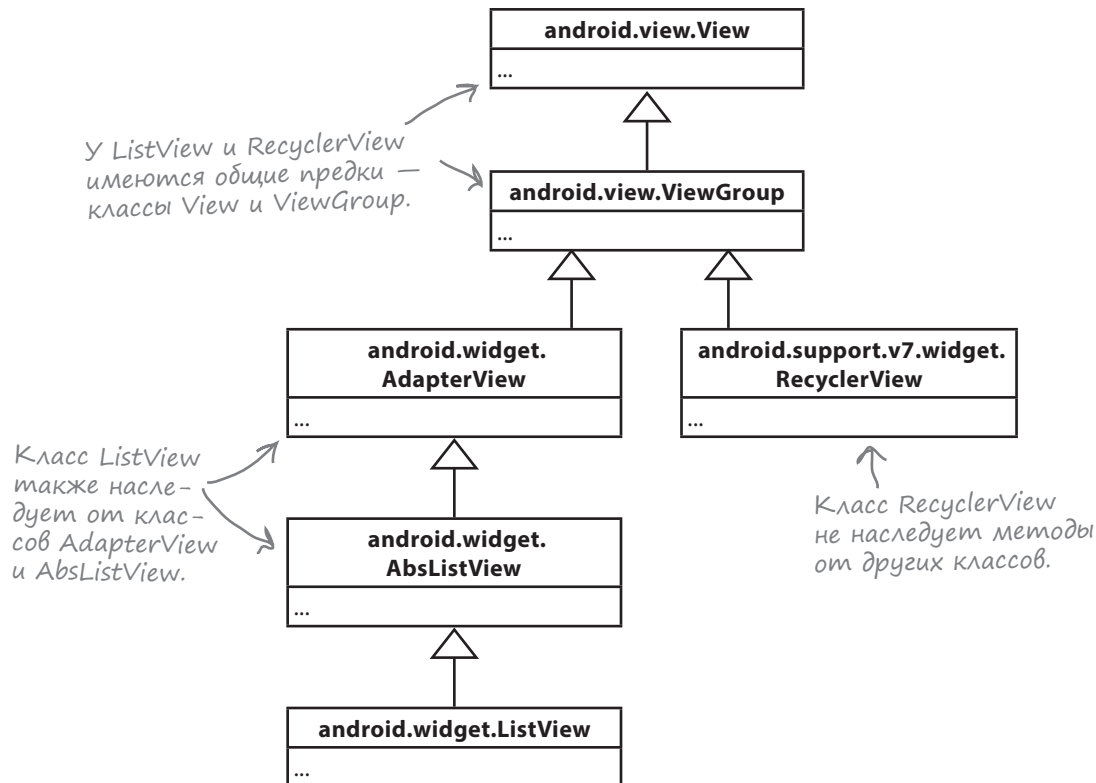 android.view.View
...
У ListView и RecyclerView
имеются общие предки —
классы View и ViewGroup.
android.view.ViewGroup
...
android.widget.
AdapterView
...
android.support.v7.widget.
RecyclerView
...
Класс ListView
также насле-
дует от клас-
сов AdapterView
и AbsListView.
Класс RecyclerView
не наследует методы
от других классов.
android.widget.
AbsListView
...
android.widget.ListView
...